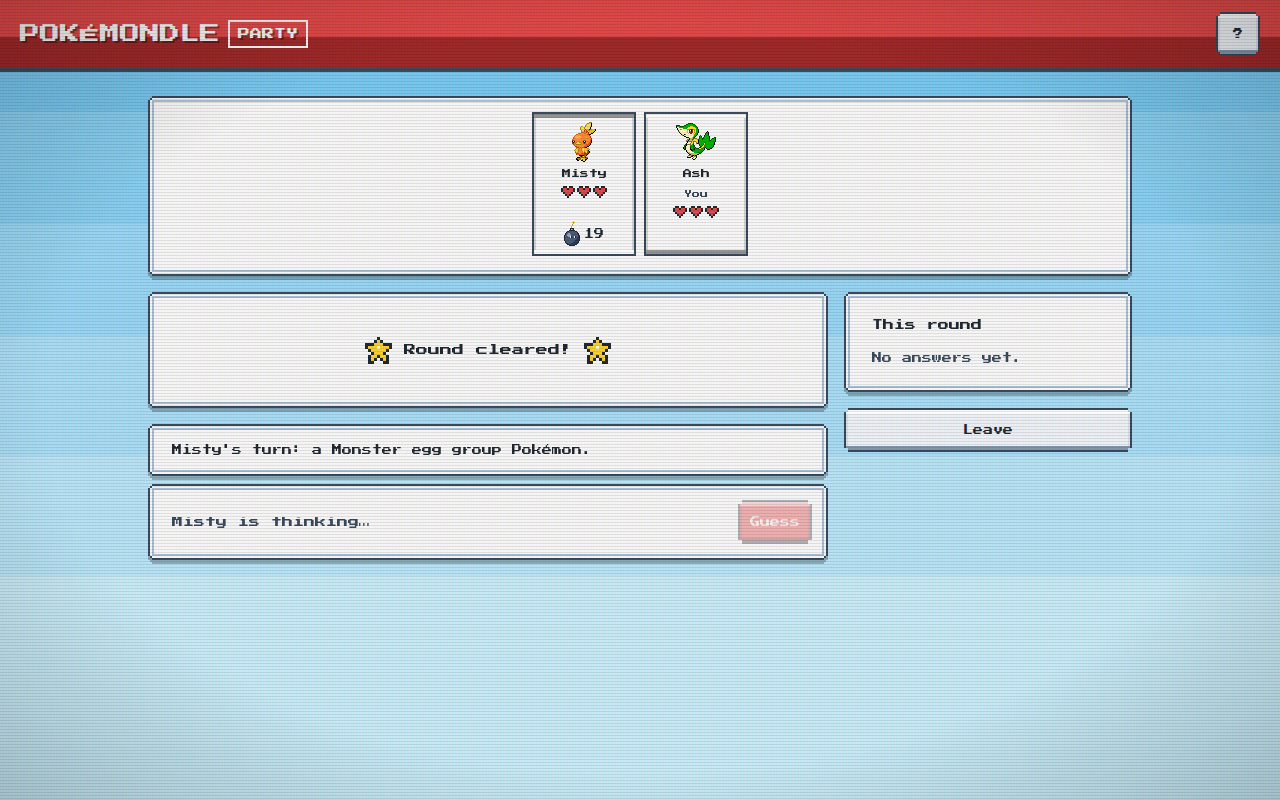 POKéMONDLE PARTY
?
Misty
19
Ash
You
Round cleared!
This round
No answers yet.
Leave
Misty's turn: a Monster egg group Pokémon.
Misty is thinking…
Guess